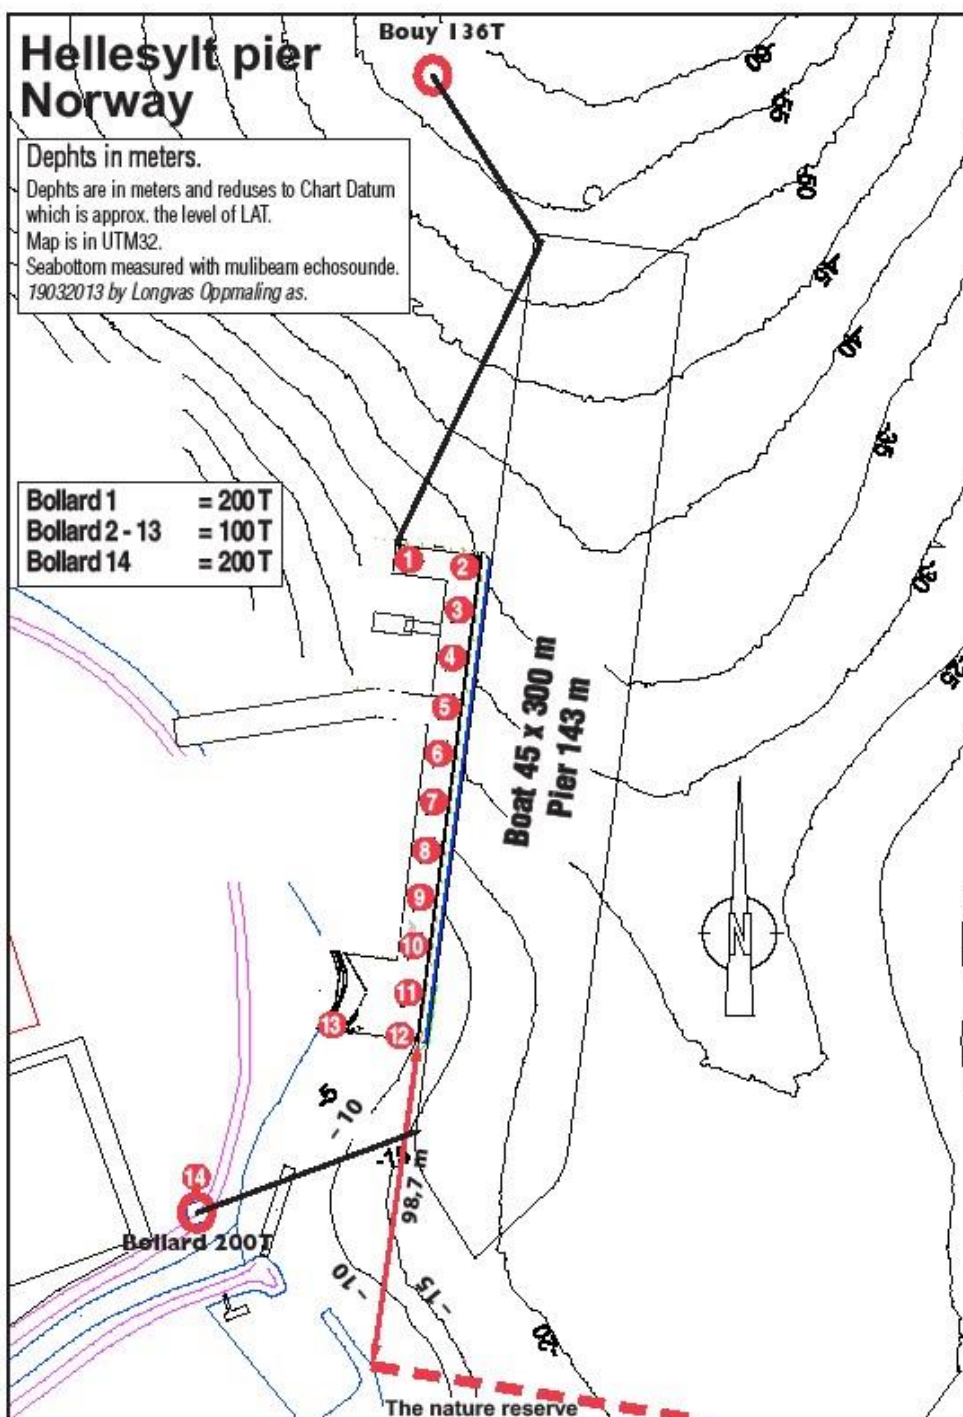 Bouy 136T
Hellesylt pier
Norway
Dephts in meters.
Dephts are in meters and reduses to Chart Datum
which is approx. the level of LAT.
Map is in UTM32.
Seabottom measured with mulibeam echosounde.
19032013 by Longvas Oppmaling as.
-60
-55
-50
-45
-40
-35
-30
-25
Bollard 1 = 200 T
Bollard 2 - 13 = 100 T
Bollard 14 = 200 T
1
2
3
4
5
6
7
8
9
10
11
12
13
Boat 45 x 300 m
Pier 143 m
N
-5
- 10
-15
98,7 m
14
Bollard 200T
- 10
- 15
-20
The nature reserve